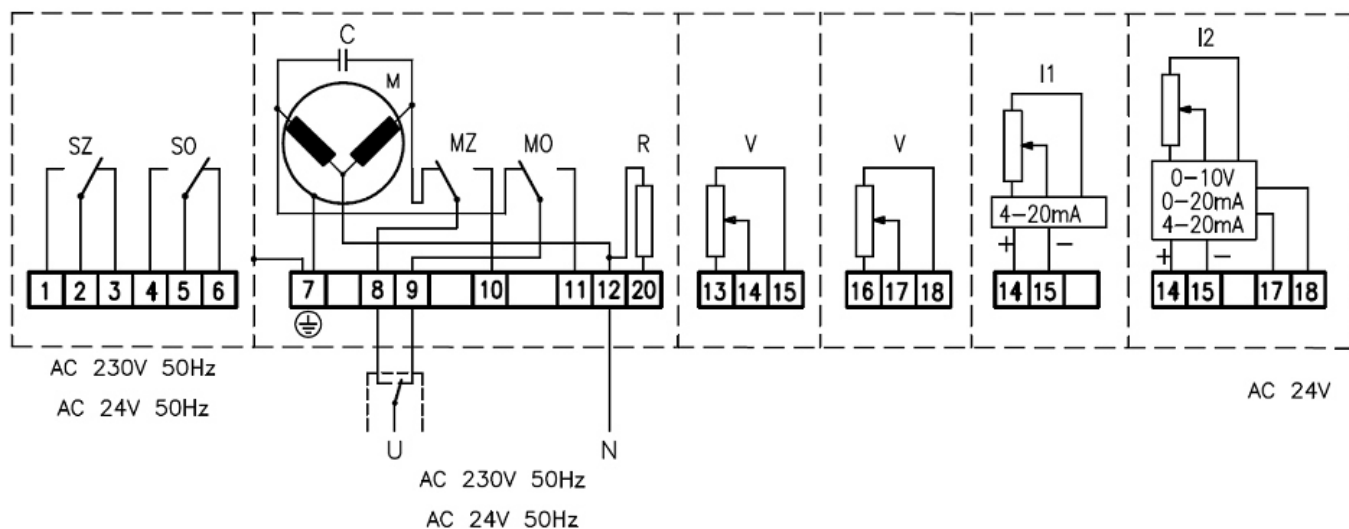 C
M
I1
I2
SZ SO
MZ MO R
V
V
0-10V
0-20mA
4-20mA
4-20mA
+ -
+ -
1 2 3 4 5 6
7 8 9 10 11 12 20
13 14 15
16 17 18
14 15
14 15 17 18
AC 230V 50Hz
AC 24V 50Hz
AC 24V
U N
AC 230V 50Hz
AC 24V 50Hz